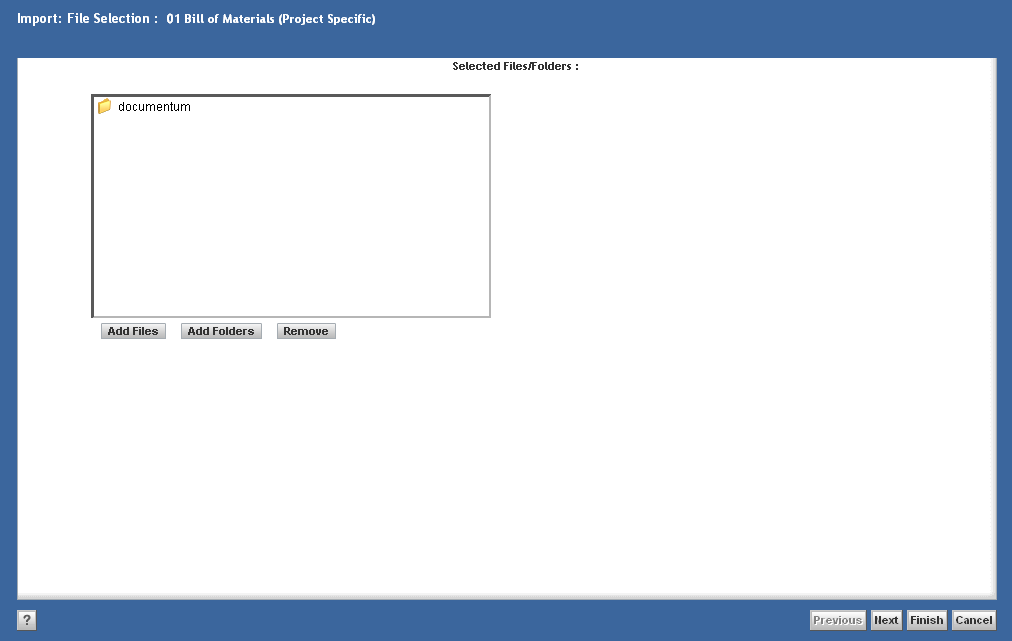 Import: File Selection : 01 Bill of Materials (Project Specific)
Selected Files/Folders :
documentum
Add Files Add Folders Remove
? Previous Next Finish Cancel